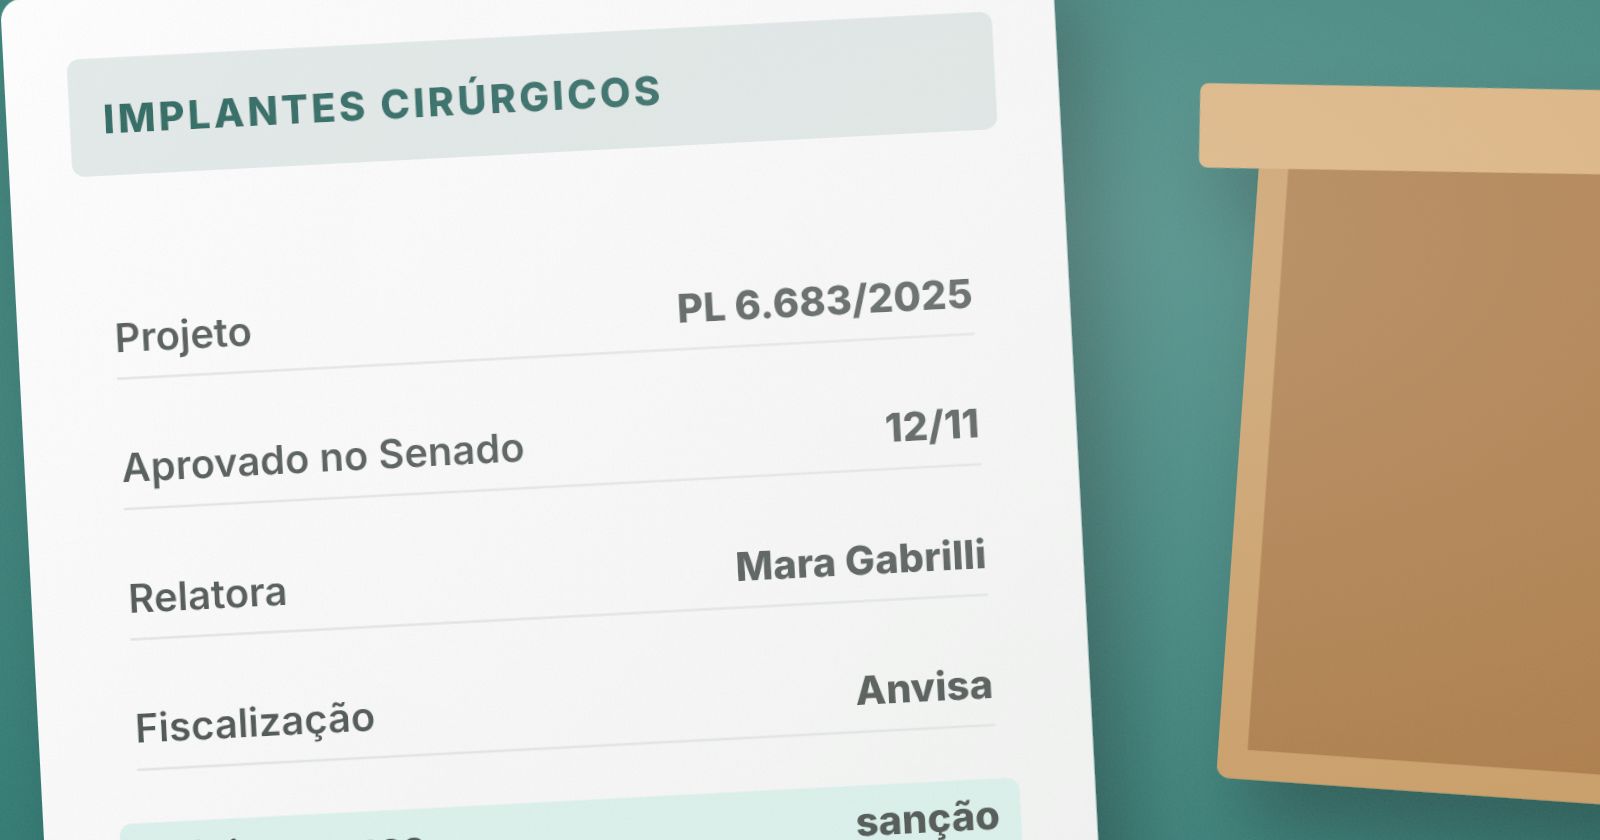 IMPLANTES CIRÚRGICOS
Projeto PL 6.683/2025
Aprovado no Senado 12/11
Relatora Mara Gabrilli
Fiscalização Anvisa
sanção